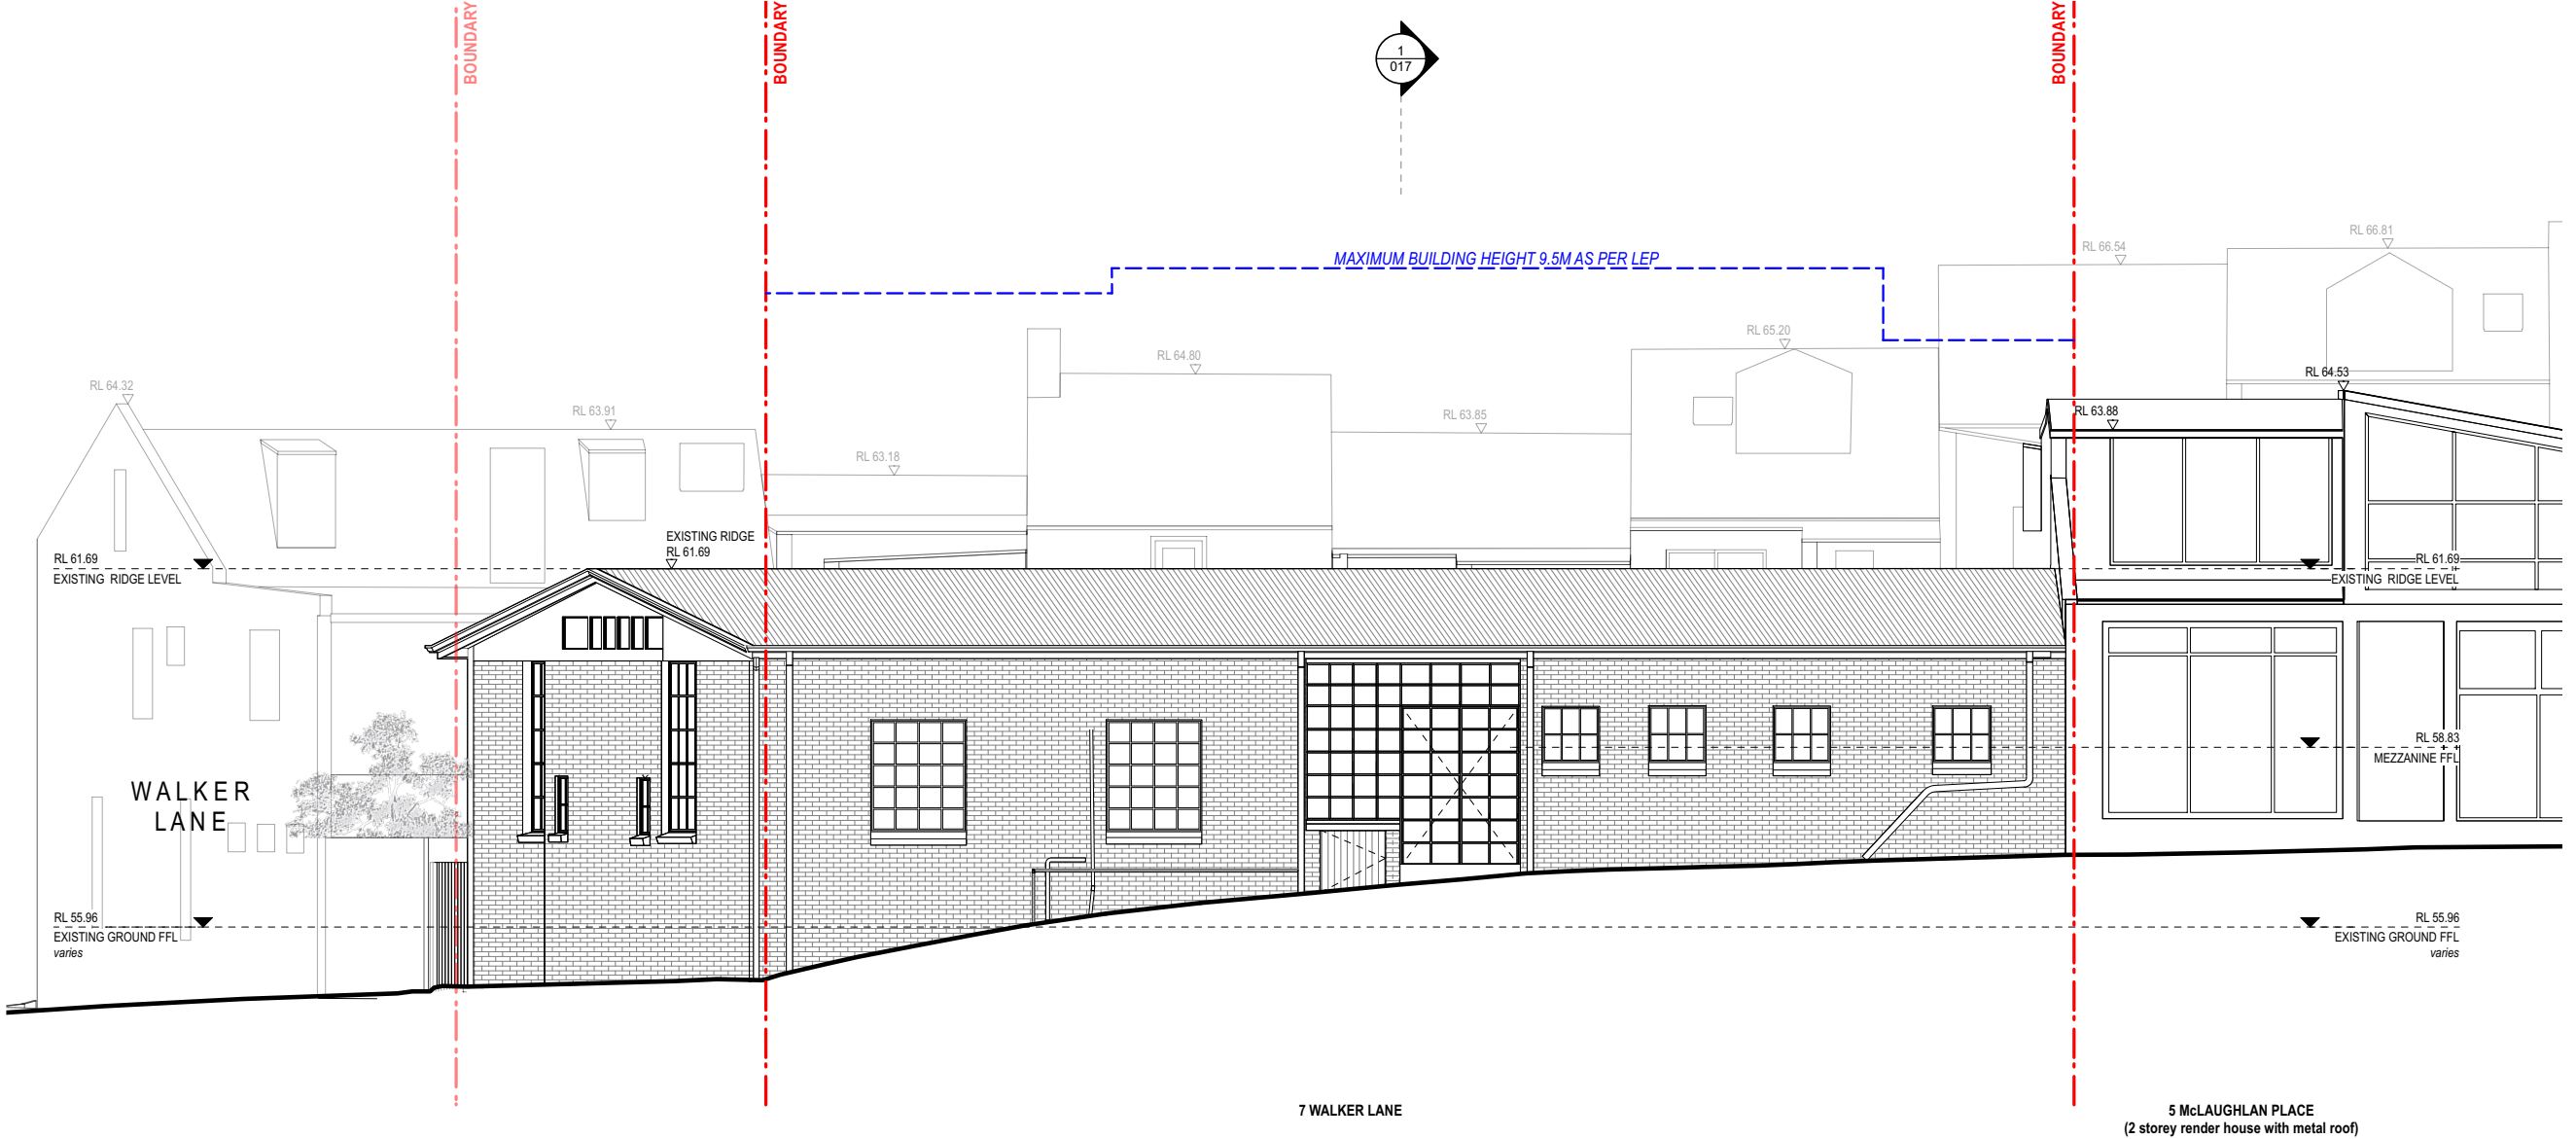 BOUNDARY
BOUNDARY
BOUNDARY
1
017
MAXIMUM BUILDING HEIGHT 9.5M AS PER LEP
RL 66.54
RL 66.81
RL 65.20
RL 64.80
RL 64.53
RL 64.32
RL 63.91
RL 63.85
RL 63.88
RL 63.18
EXISTING RIDGE
RL 61.69
RL 61.69
EXISTING RIDGE LEVEL
RL 61.69
EXISTING RIDGE LEVEL
RL 58.83
MEZZANINE FFL
WALKER
LANE
RL 55.96
EXISTING GROUND FFL
varies
RL 55.96
EXISTING GROUND FFL
varies
7 WALKER LANE
5 McLAUGHLAN PLACE
(2 storey render house with metal roof)